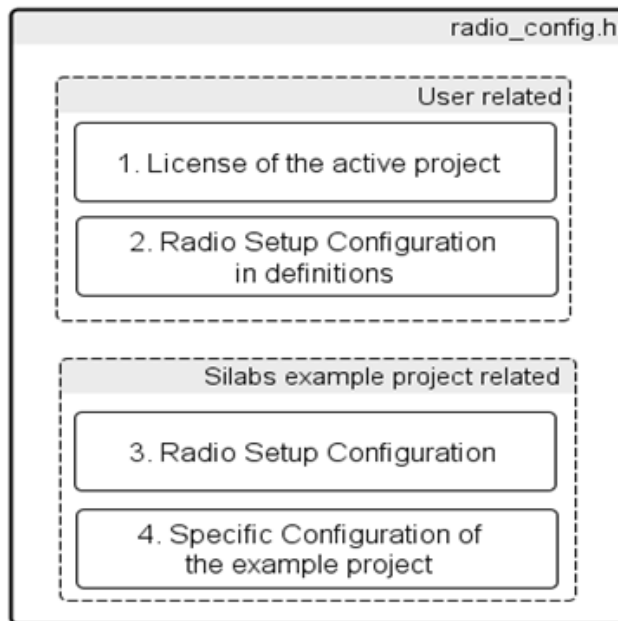 radio_config.h
User related
1. License of the active project
2. Radio Setup Configuration
in definitions
Silabs example project related
3. Radio Setup Configuration
4. Specific Configuration of
the example project